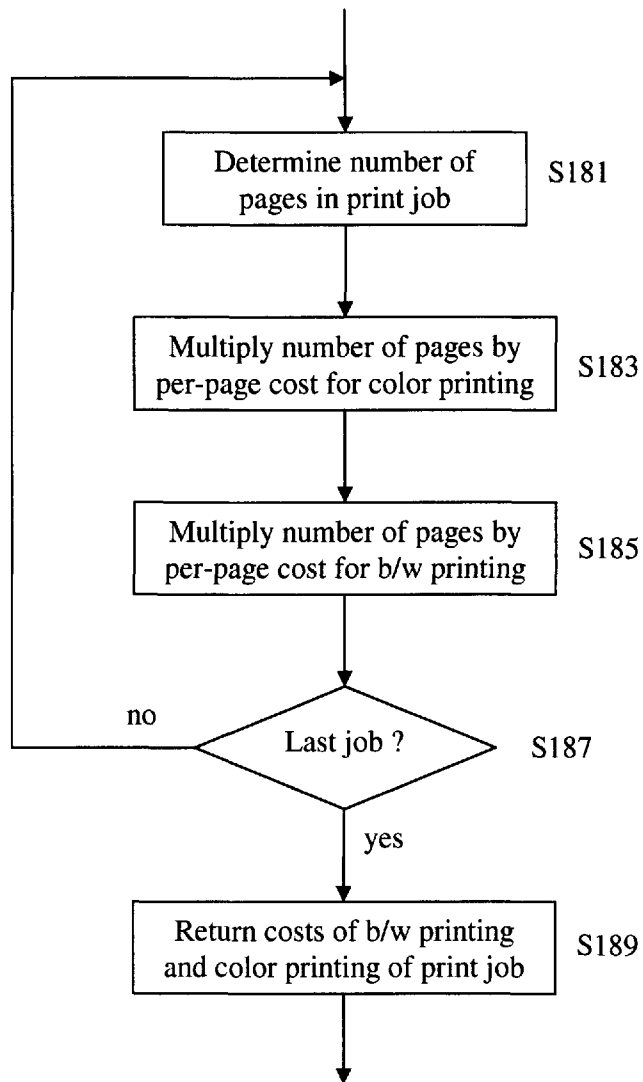 Determine number of
pages in print job
S181
Multiply number of pages by
per-page cost for color printing
S183
Multiply number of pages by
per-page cost for b/w printing
S185
no
Last job ?
S187
yes
Return costs of b/w printing
and color printing of print job
S189